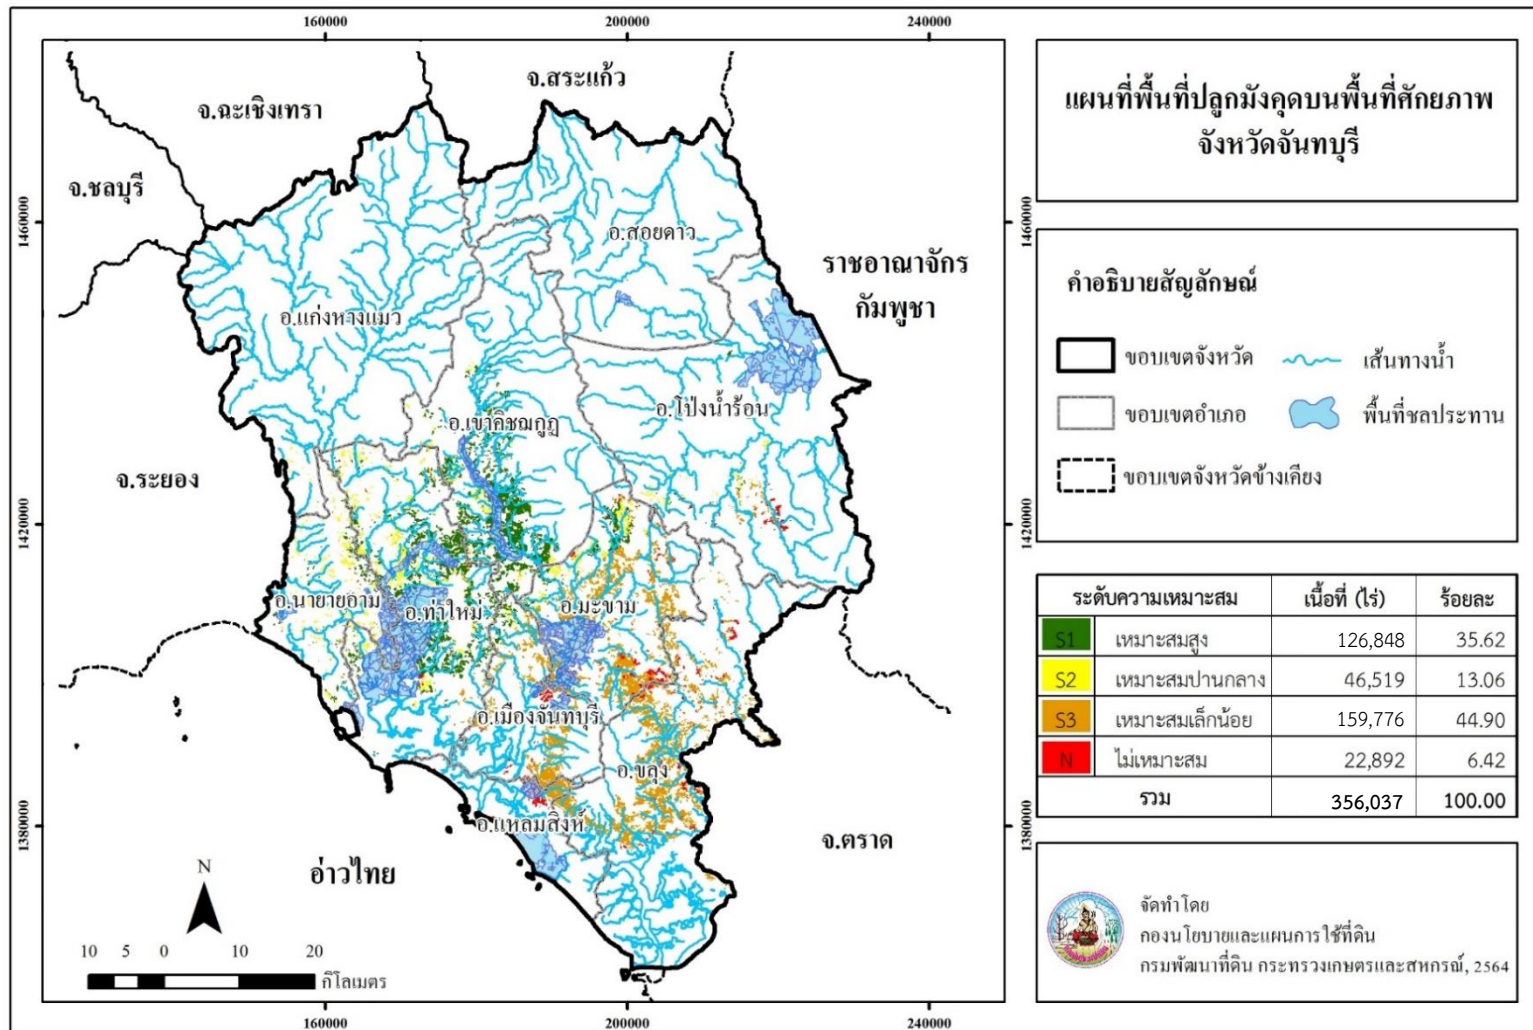 160000
200000
240000
จ.สระแก้ว
จ.ฉะเชิงเทรา
จ.ชลบุรี
1460000
1460000
อ.สอยดาว
ราชอาณาจักร
กัมพูชา
อ.แก่งหางแมว
อ.เขาคิชฌกูฏ
อ.โป่งน้ำร้อน
จ.ระยอง
1420000
1420000
อ.นายายอาม
อ.ท่าใหม่
อ.มะขาม
อ.เมืองจันทบุรี
อ.ขลุง
1380000
1380000
อ.แหลมสิงห์
จ.ตราด
อ่าวไทย
N
10 5 0 10 20
กิโลเมตร
160000
200000
240000
แผนที่พื้นที่ปลูกมังคุดบนพื้นที่ศักยภาพ
จังหวัดจันทบุรี
คำอธิบายสัญลักษณ์
ขอบเขตจังหวัด เส้นทางน้ำ
ขอบเขตอำเภอ พื้นที่ชลประทาน
ขอบเขตจังหวัดข้างเคียง
ระดับความเหมาะสม เนื้อที่ (ไร่) ร้อยละ
S1 เหมาะสมสูง 126,848 35.62
S2 เหมาะสมปานกลาง 46,519 13.06
S3 เหมาะสมเล็กน้อย 159,776 44.90
N ไม่เหมาะสม 22,892 6.42
รวม 356,037 100.00
จัดทำโดย
กองนโยบายและแผนการใช้ที่ดิน
กรมพัฒนาที่ดิน กระทรวงเกษตรและสหกรณ์, 2564